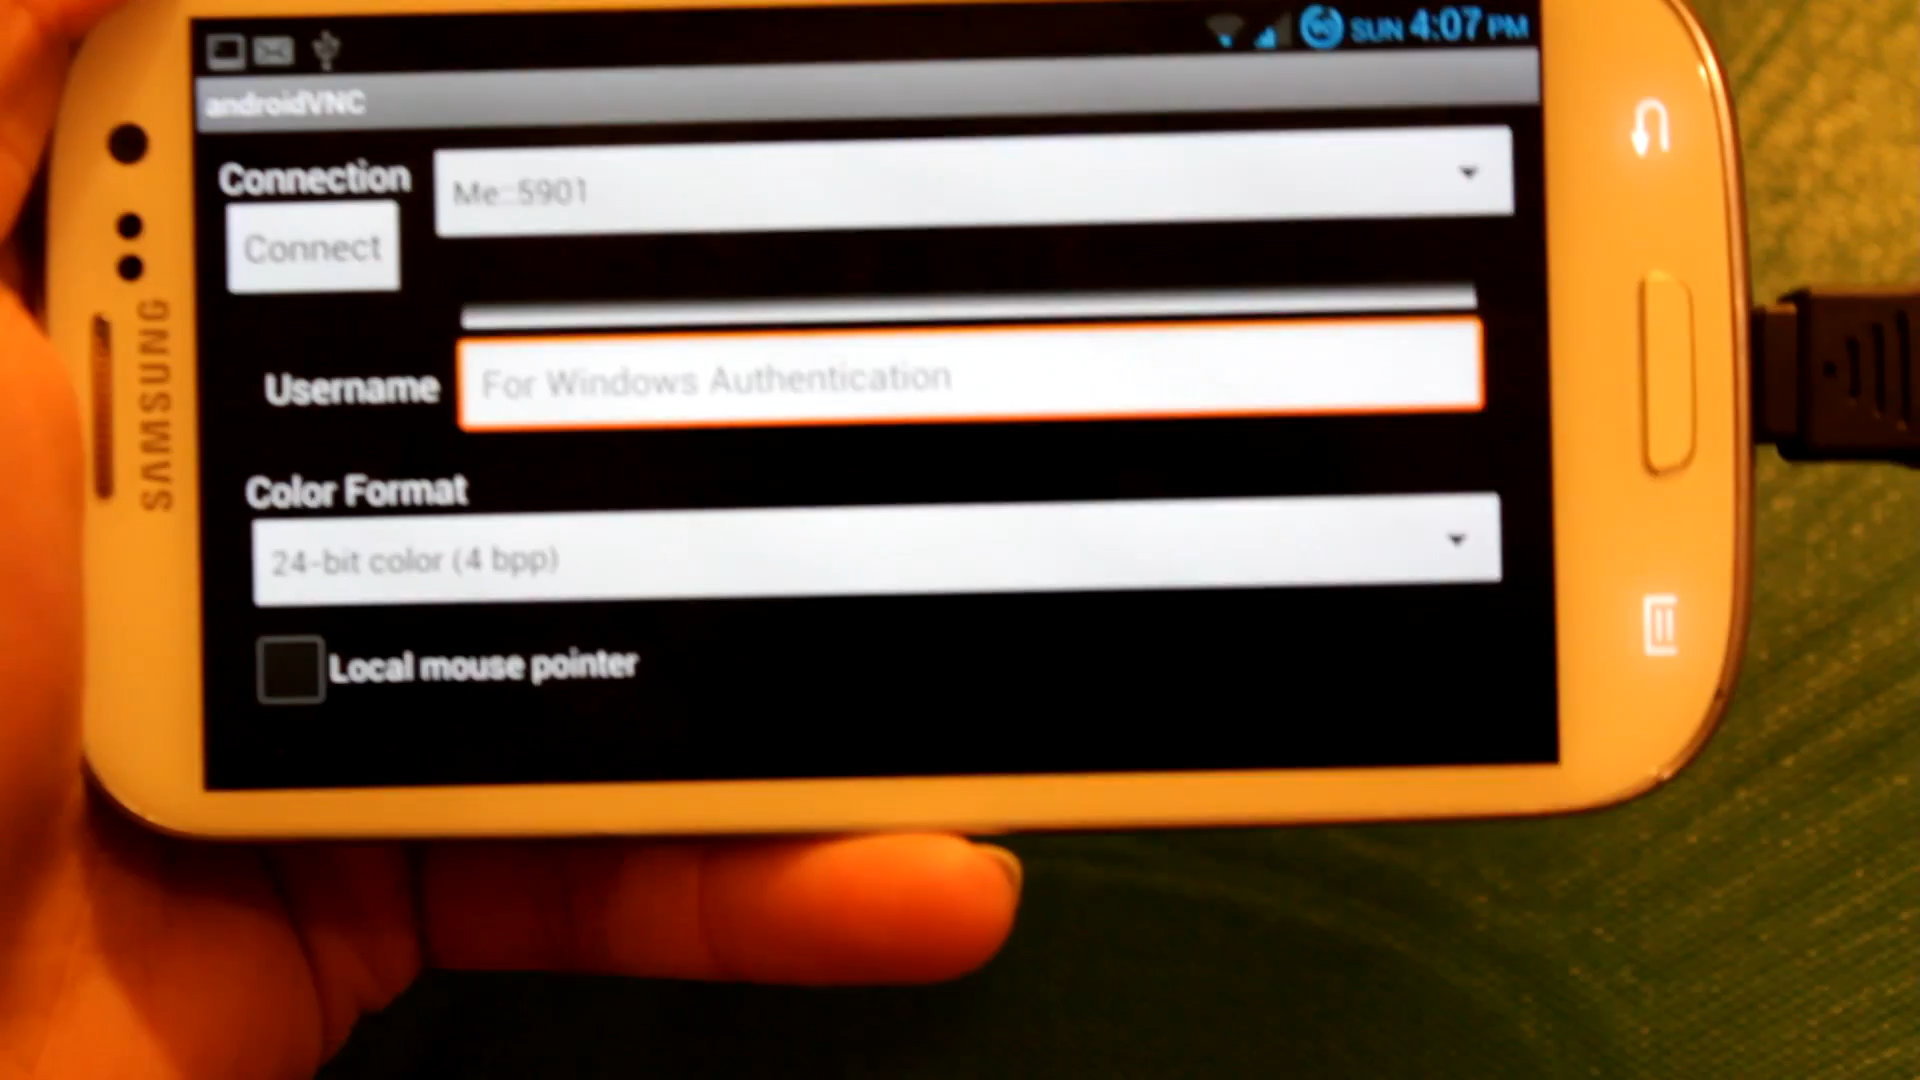 SUN 4:07 PM
androidVNC
Connection
Me::5901
Connect
Username
For Windows Authentication
Color Format
24-bit color (4 bpp)
Local mouse pointer
SAMSUNG